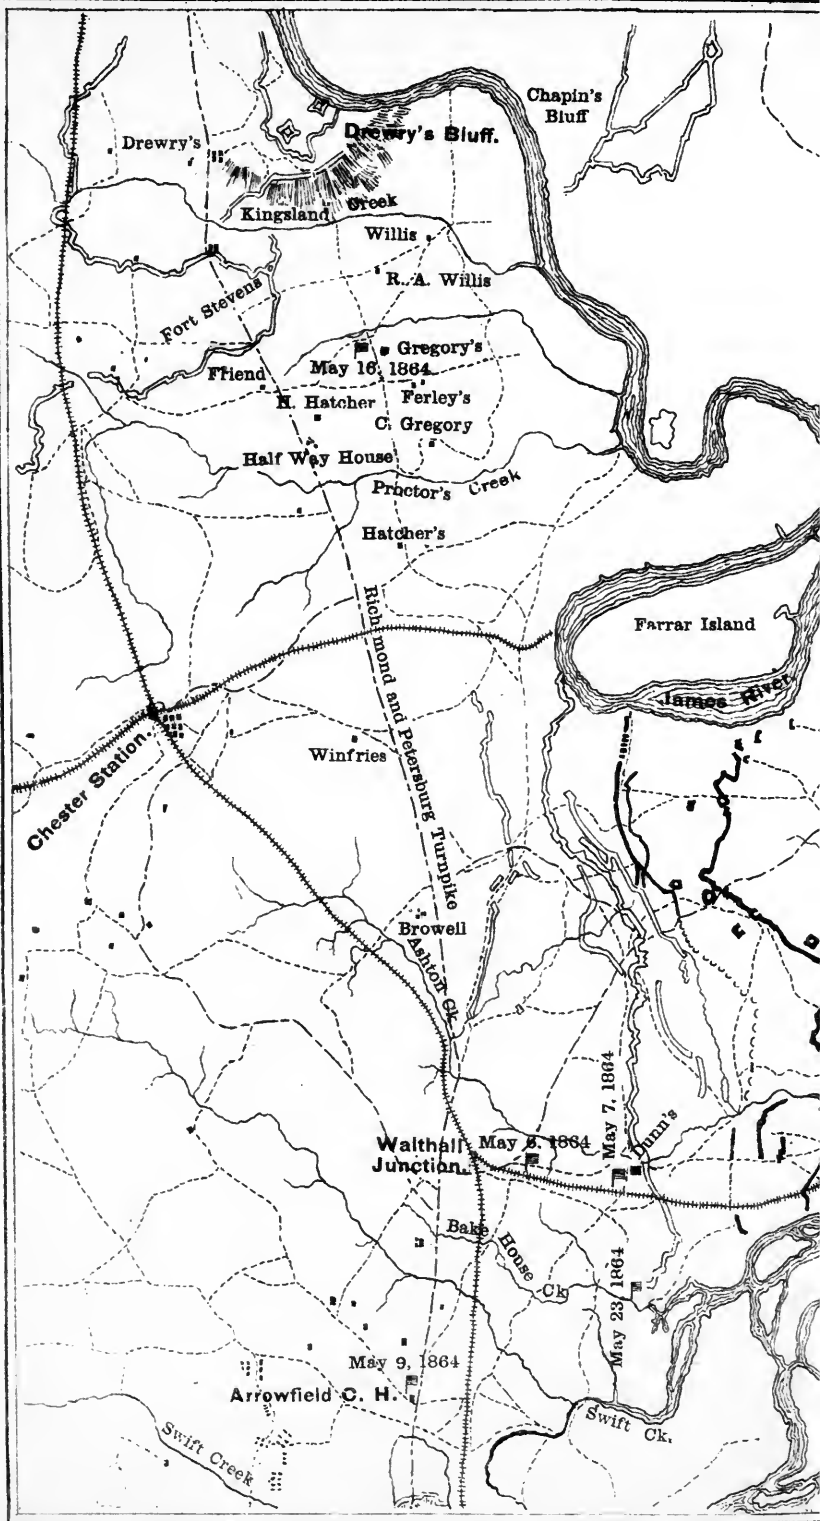 Chapin's
Bluff
Drewry's Bluff.
Drewry's
Kingsland Creek
Willis
R. A. Willis
Fort Stevens
Gregory's
May 16, 1864
Friend
Ferley's
H. Hatcher
C. Gregory
Half Way House
Proctor's Creek
Hatcher's
Richmond and Petersburg Turnpike
Farrar Island
James River
Winfries
Chester Station.
Browell
Ashton Ck.
May 7, 1864
Dunn's
May 6, 1864
Walthall
Junction.
Bake House Ck
May 23, 1864
May 9, 1864
Arrowfield C. H.
Swift Ck.
Swift Creek